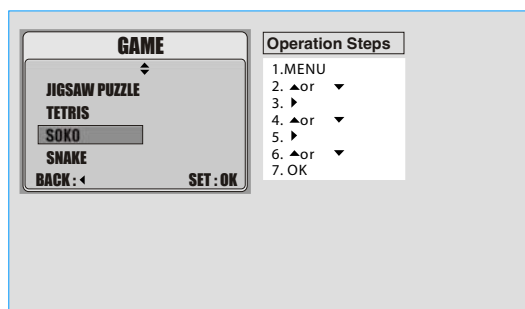 GAME
JIGSAW PUZZLE
TETRIS
SOKO
SNAKE
BACK : SET : OK
Operation Steps
1.MENU
2. ▲or ▼
3. ▶
4. ▲or ▼
5. ▶
6. ▲or ▼
7. OK